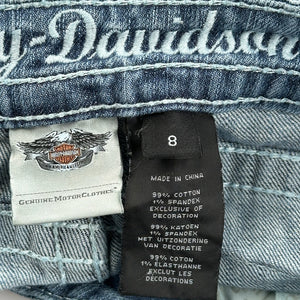 y-Davidson
8
HARLEY-DAVIDSON
GENUINE MOTORCLOTHES®
MADE IN CHINA
99% COTTON
1% SPANDEX
EXCLUSIVE OF
DECORATION
99% KATOEN
1% SPANDEX
MET UITZONDERING
VAN DECORATIE
99% COTON
1% ELASTHANNE
EXCLUT LES
DECORATIONS